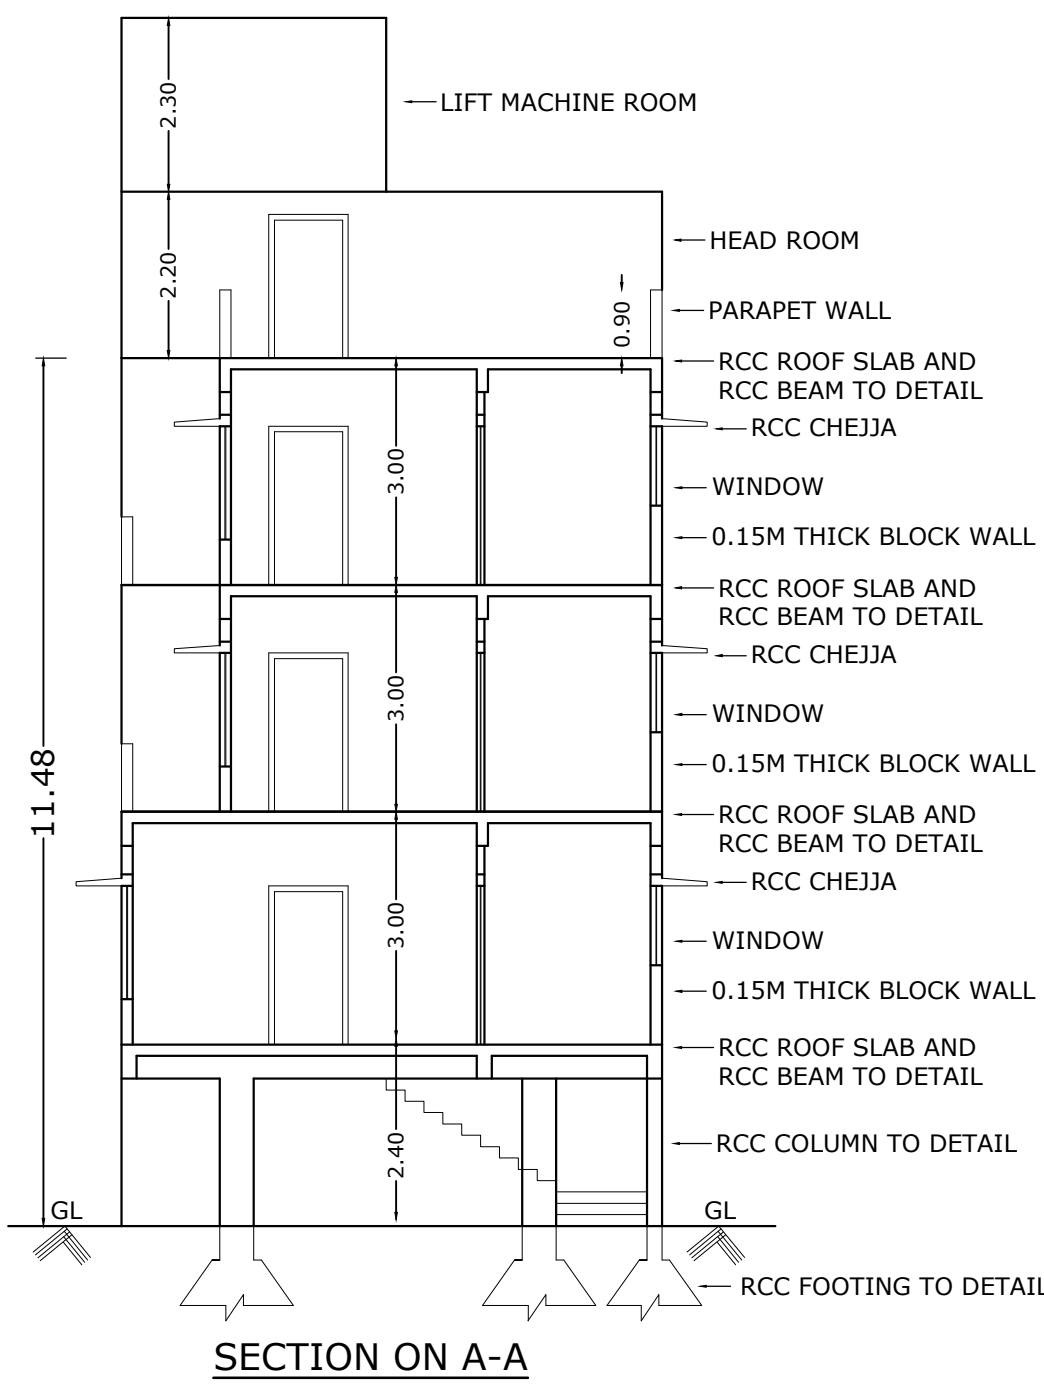 2.30
LIFT MACHINE ROOM
2.20
HEAD ROOM
0.90
PARAPET WALL
RCC ROOF SLAB AND
RCC BEAM TO DETAIL
RCC CHEJJA
3.00
WINDOW
0.15M THICK BLOCK WALL
RCC ROOF SLAB AND
RCC BEAM TO DETAIL
RCC CHEJJA
3.00
WINDOW
11.48
0.15M THICK BLOCK WALL
RCC ROOF SLAB AND
RCC BEAM TO DETAIL
RCC CHEJJA
3.00
WINDOW
0.15M THICK BLOCK WALL
RCC ROOF SLAB AND
RCC BEAM TO DETAIL
2.40
RCC COLUMN TO DETAIL
GL
GL
RCC FOOTING TO DETAIL
SECTION ON A-A